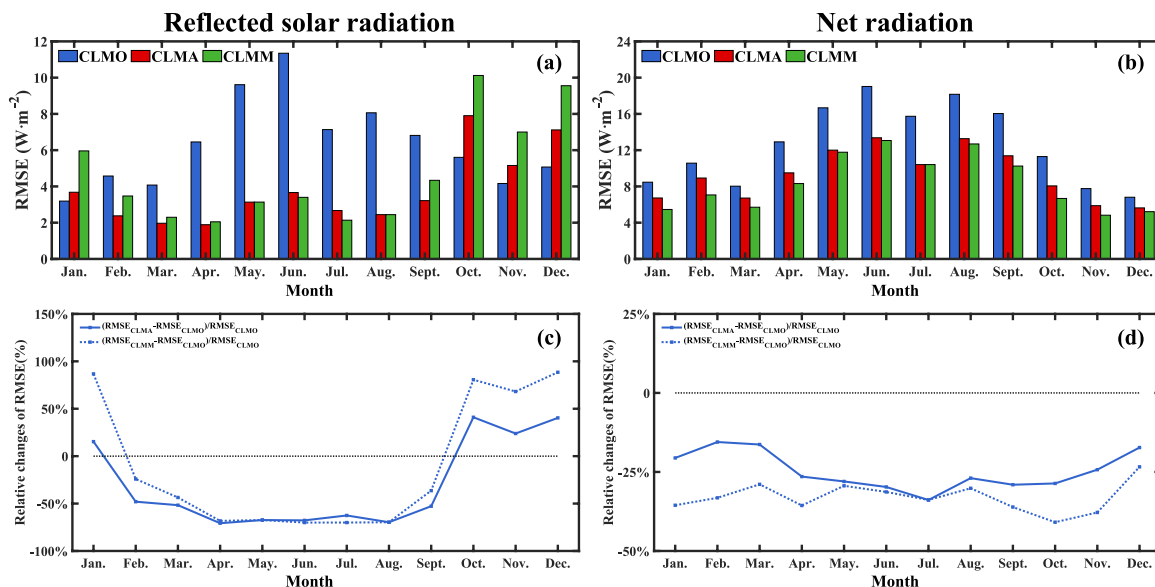 Reflected solar radiation
Net radiation
12
10
8
6
4
2
0
RMSE (W·m⁻²)
CLMO CLMA CLMM
(a)
Jan. Feb. Mar. Apr. May. Jun. Jul. Aug. Sept. Oct. Nov. Dec.
Month
24
20
16
12
8
4
0
RMSE (W·m⁻²)
CLMO CLMA CLMM
(b)
Jan. Feb. Mar. Apr. May. Jun. Jul. Aug. Sept. Oct. Nov. Dec.
Month
150%
100%
50%
0
-50%
-100%
Relative changes of RMSE(%)
(RMSE_CLMA-RMSE_CLMO)/RMSE_CLMO
(RMSE_CLMM-RMSE_CLMO)/RMSE_CLMO
(c)
Jan. Feb. Mar. Apr. May. Jun. Jul. Aug. Sept. Oct. Nov. Dec.
Month
25%
0
-25%
-50%
Relative changes of RMSE(%)
(RMSE_CLMA-RMSE_CLMO)/RMSE_CLMO
(RMSE_CLMM-RMSE_CLMO)/RMSE_CLMO
(d)
Jan. Feb. Mar. Apr. May. Jun. Jul. Aug. Sept. Oct. Nov. Dec.
Month